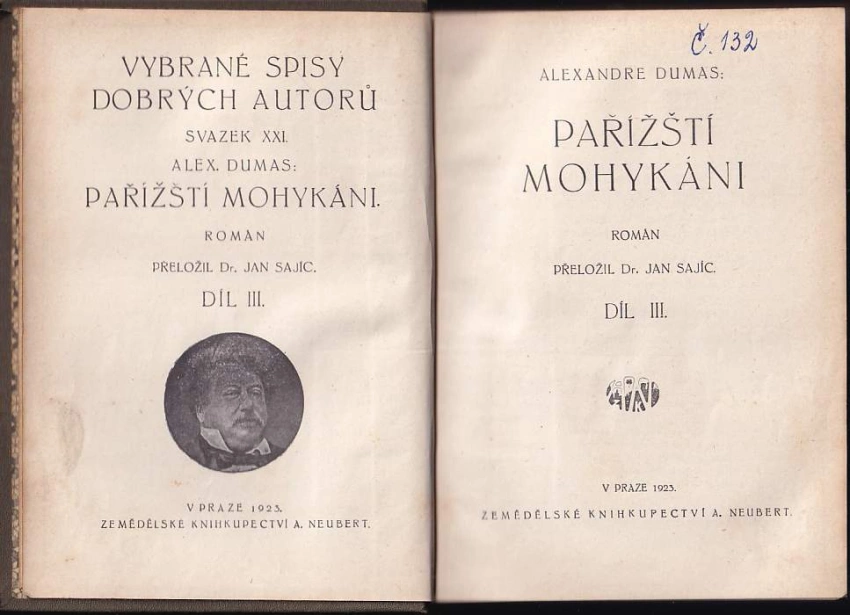 VYBRANÉ SPISY
DOBRÝCH AUTORŮ
SVAZEK XXI.
ALEX. DUMAS:
PAŘÍŽŠTÍ MOHYKÁNI.
ROMÁN
PŘELOŽIL Dr. JAN SAJÍC.
DÍL III.
V PRAZE 1923.
ZEMĚDĚLSKÉ KNIHKUPECTVÍ A. NEUBERT.
Č. 132
ALEXANDRE DUMAS:
PAŘÍŽŠTÍ
MOHYKÁNI
ROMÁN
PŘELOŽIL Dr. JAN SAJÍC.
DÍL III.
V PRAZE 1923.
ZEMĚDĚLSKÉ KNIHKUPECTVÍ A. NEUBERT.